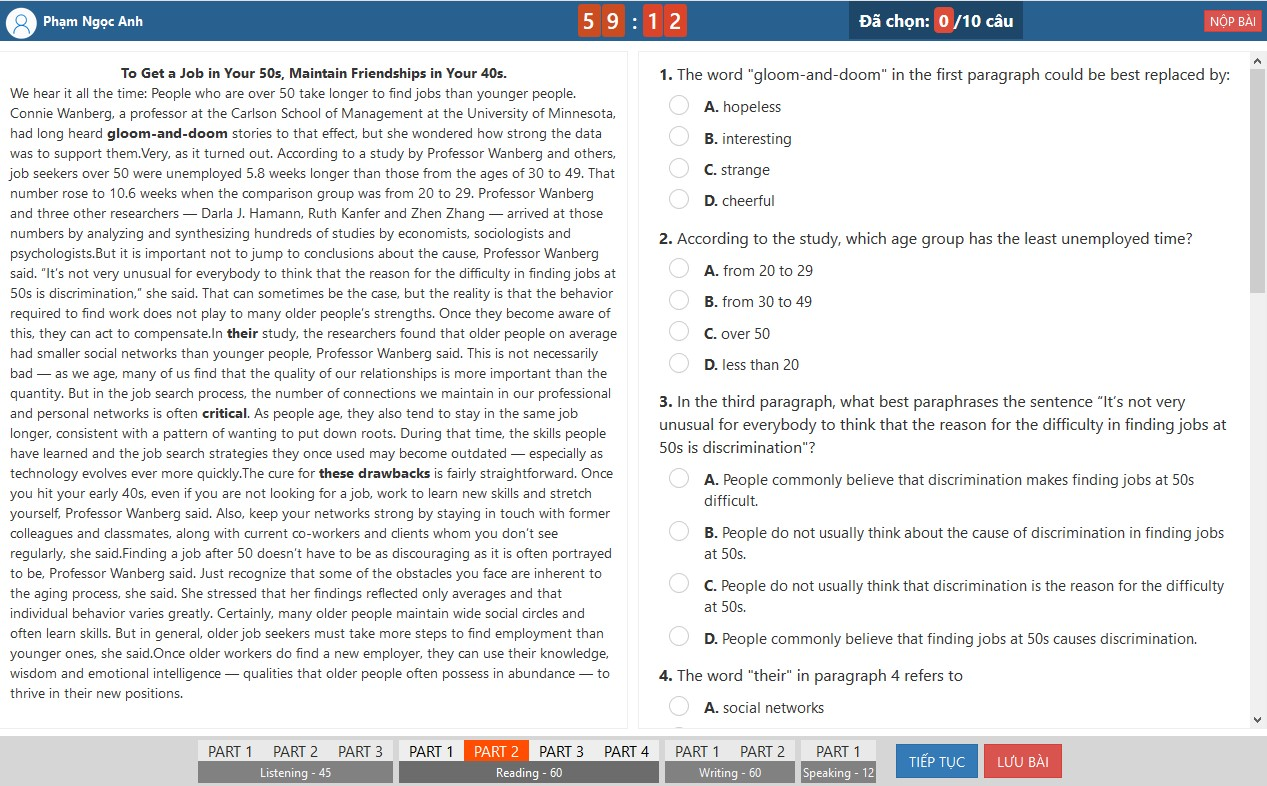 Phạm Ngọc Anh
59:12
Đã chọn: 0/10 câu
NỘP BÀI
To Get a Job in Your 50s, Maintain Friendships in Your 40s.
We hear it all the time: People who are over 50 take longer to find jobs than younger people.
Connie Wanberg, a professor at the Carlson School of Management at the University of Minnesota,
had long heard gloom-and-doom stories to that effect, but she wondered how strong the data
was to support them.Very, as it turned out. According to a study by Professor Wanberg and others,
job seekers over 50 were unemployed 5.8 weeks longer than those from the ages of 30 to 49. That
number rose to 10.6 weeks when the comparison group was from 20 to 29. Professor Wanberg
and three other researchers — Darla J. Hamann, Ruth Kanfer and Zhen Zhang — arrived at those
numbers by analyzing and synthesizing hundreds of studies by economists, sociologists and
psychologists.But it is important not to jump to conclusions about the cause, Professor Wanberg
said. "It's not very unusual for everybody to think that the reason for the difficulty in finding jobs at
50s is discrimination," she said. That can sometimes be the case, but the reality is that the behavior
required to find work does not play to many older people's strengths. Once they become aware of
this, they can act to compensate.In their study, the researchers found that older people on average
had smaller social networks than younger people, Professor Wanberg said. This is not necessarily
bad — as we age, many of us find that the quality of our relationships is more important than the
quantity. But in the job search process, the number of connections we maintain in our professional
and personal networks is often critical. As people age, they also tend to stay in the same job
longer, consistent with a pattern of wanting to put down roots. During that time, the skills people
have learned and the job search strategies they once used may become outdated — especially as
technology evolves ever more quickly.The cure for these drawbacks is fairly straightforward. Once
you hit your early 40s, even if you are not looking for a job, work to learn new skills and stretch
yourself, Professor Wanberg said. Also, keep your networks strong by staying in touch with former
colleagues and classmates, along with current co-workers and clients whom you don't see
regularly, she said.Finding a job after 50 doesn't have to be as discouraging as it is often portrayed
to be, Professor Wanberg said. Just recognize that some of the obstacles you face are inherent to
the aging process, she said. She stressed that her findings reflected only averages and that
individual behavior varies greatly. Certainly, many older people maintain wide social circles and
often learn skills. But in general, older job seekers must take more steps to find employment than
younger ones, she said.Once older workers do find a new employer, they can use their knowledge,
wisdom and emotional intelligence — qualities that older people often possess in abundance — to
thrive in their new positions.
1. The word "gloom-and-doom" in the first paragraph could be best replaced by:
A. hopeless
B. interesting
C. strange
D. cheerful
2. According to the study, which age group has the least unemployed time?
A. from 20 to 29
B. from 30 to 49
C. over 50
D. less than 20
3. In the third paragraph, what best paraphrases the sentence "It's not very
unusual for everybody to think that the reason for the difficulty in finding jobs at
50s is discrimination"?
A. People commonly believe that discrimination makes finding jobs at 50s
difficult.
B. People do not usually think about the cause of discrimination in finding jobs
at 50s.
C. People do not usually think that discrimination is the reason for the difficulty
at 50s.
D. People commonly believe that finding jobs at 50s causes discrimination.
4. The word "their" in paragraph 4 refers to
A. social networks
PART 1 PART 2 PART 3 PART 1 PART 2 PART 3 PART 4 PART 1 PART 2 PART 1
Listening - 45 Reading - 60 Writing - 60 Speaking - 12
TIẾP TỤC LƯU BÀI